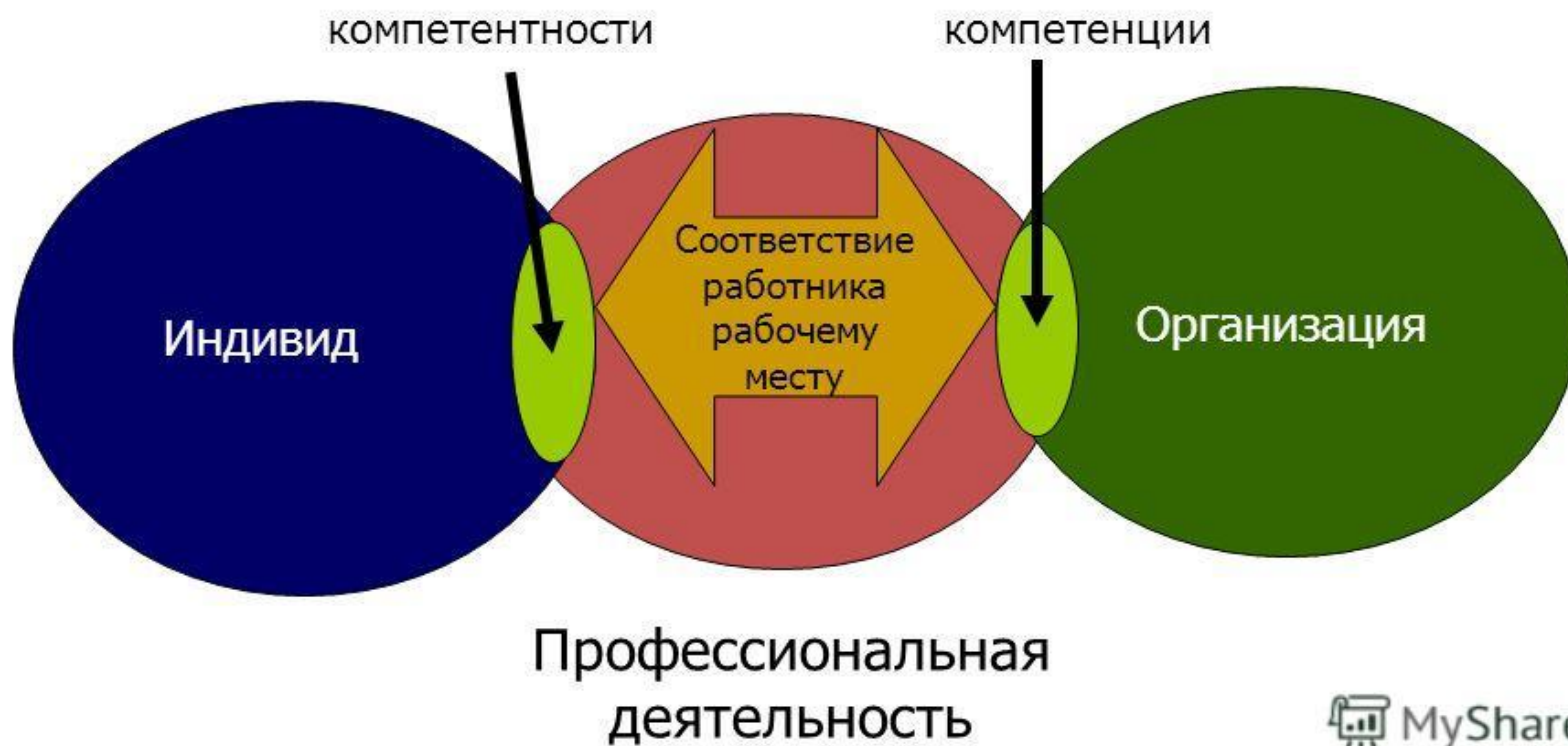 компетентности
компетенции
Индивид
Соответствие
работника
рабочему
месту
Организация
Профессиональная
деятельность
MyShare